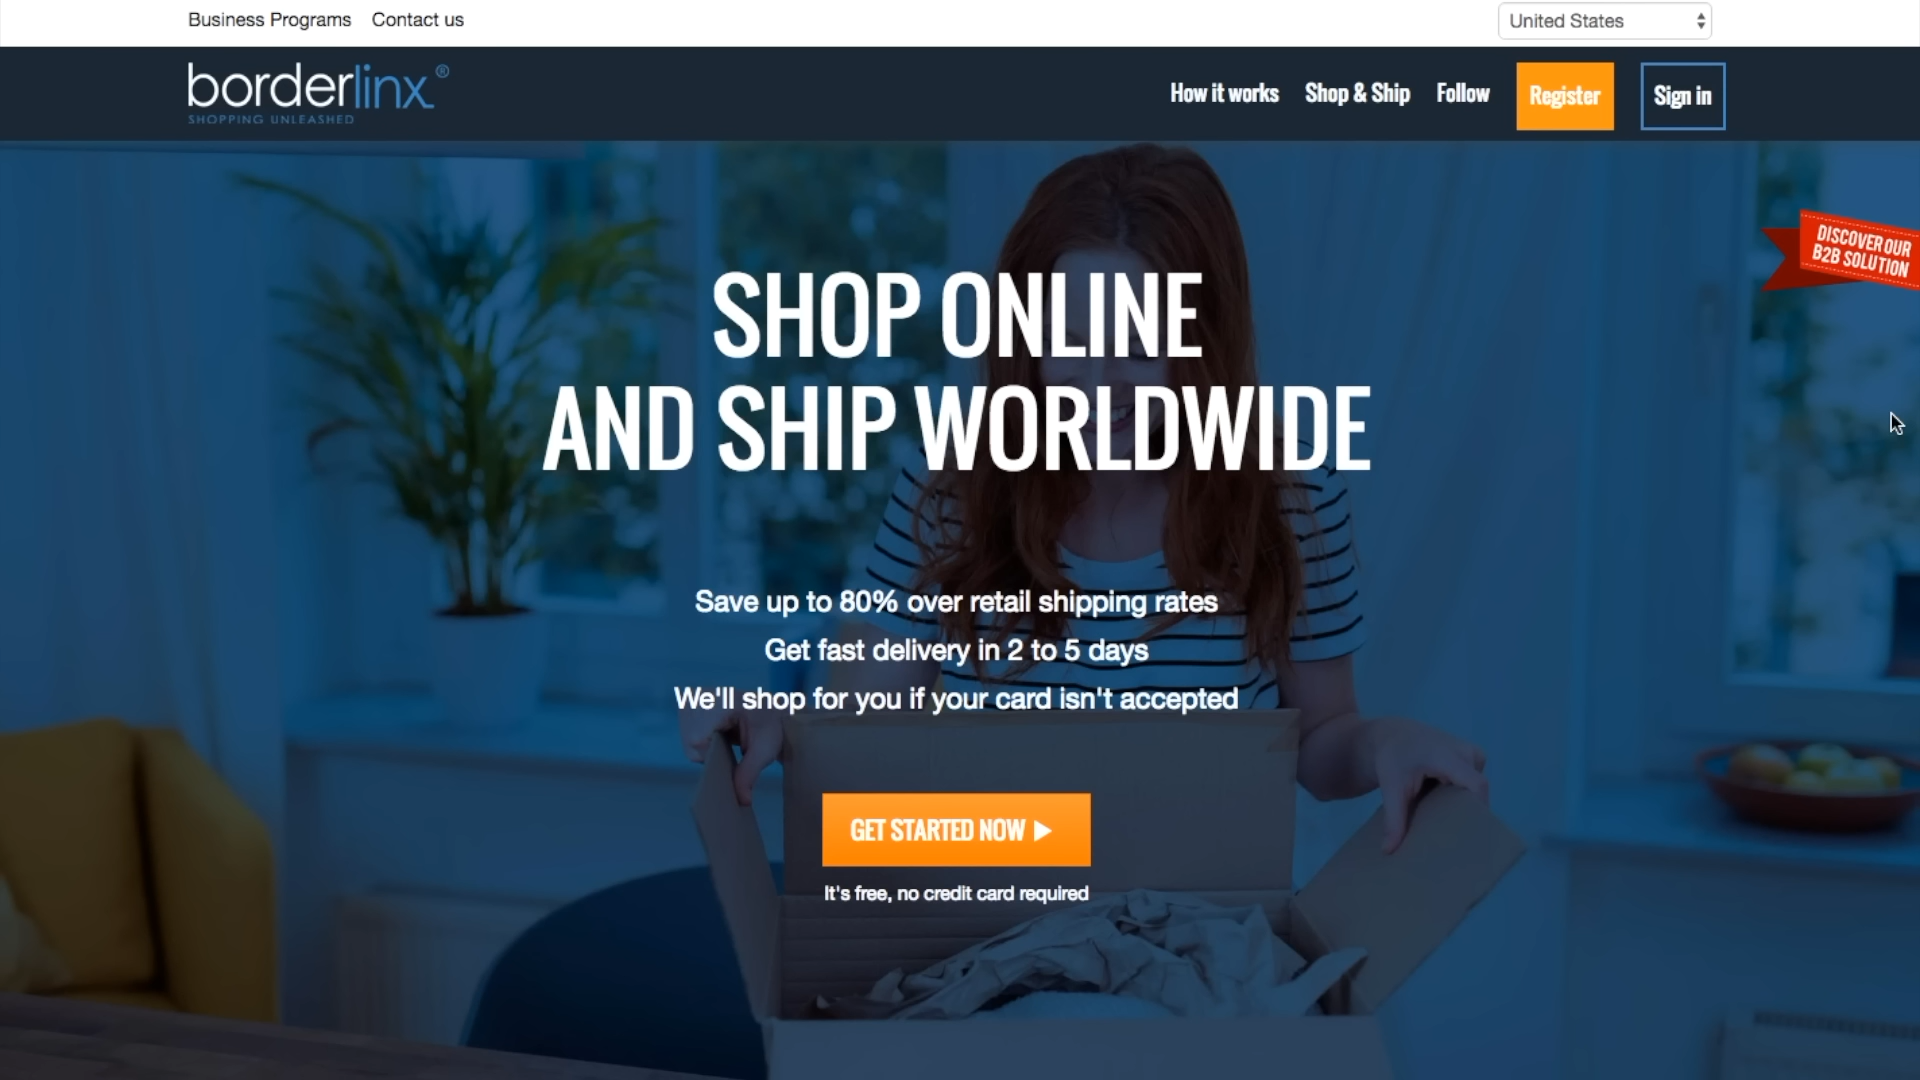 Business Programs Contact us
United States
borderlinx®
SHOPPING UNLEASHED
How it works Shop & Ship Follow Register Sign in
DISCOVER OUR
B2B SOLUTION
SHOP ONLINE
AND SHIP WORLDWIDE
Save up to 80% over retail shipping rates
Get fast delivery in 2 to 5 days
We'll shop for you if your card isn't accepted
GET STARTED NOW
It's free, no credit card required